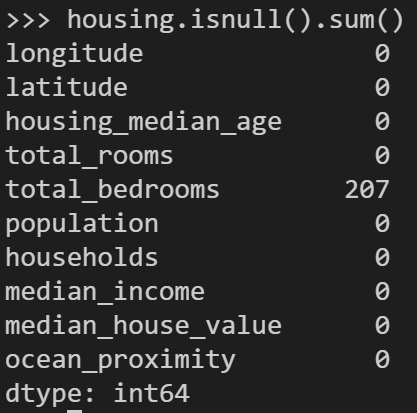 >>> housing.isnull().sum()
longitude 0
latitude 0
housing_median_age 0
total_rooms 0
total_bedrooms 207
population 0
households 0
median_income 0
median_house_value 0
ocean_proximity 0
dtype: int64